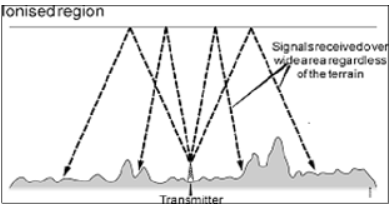 Ionised region
Signals received over
wide area regardless
of the terrain
Transmitter